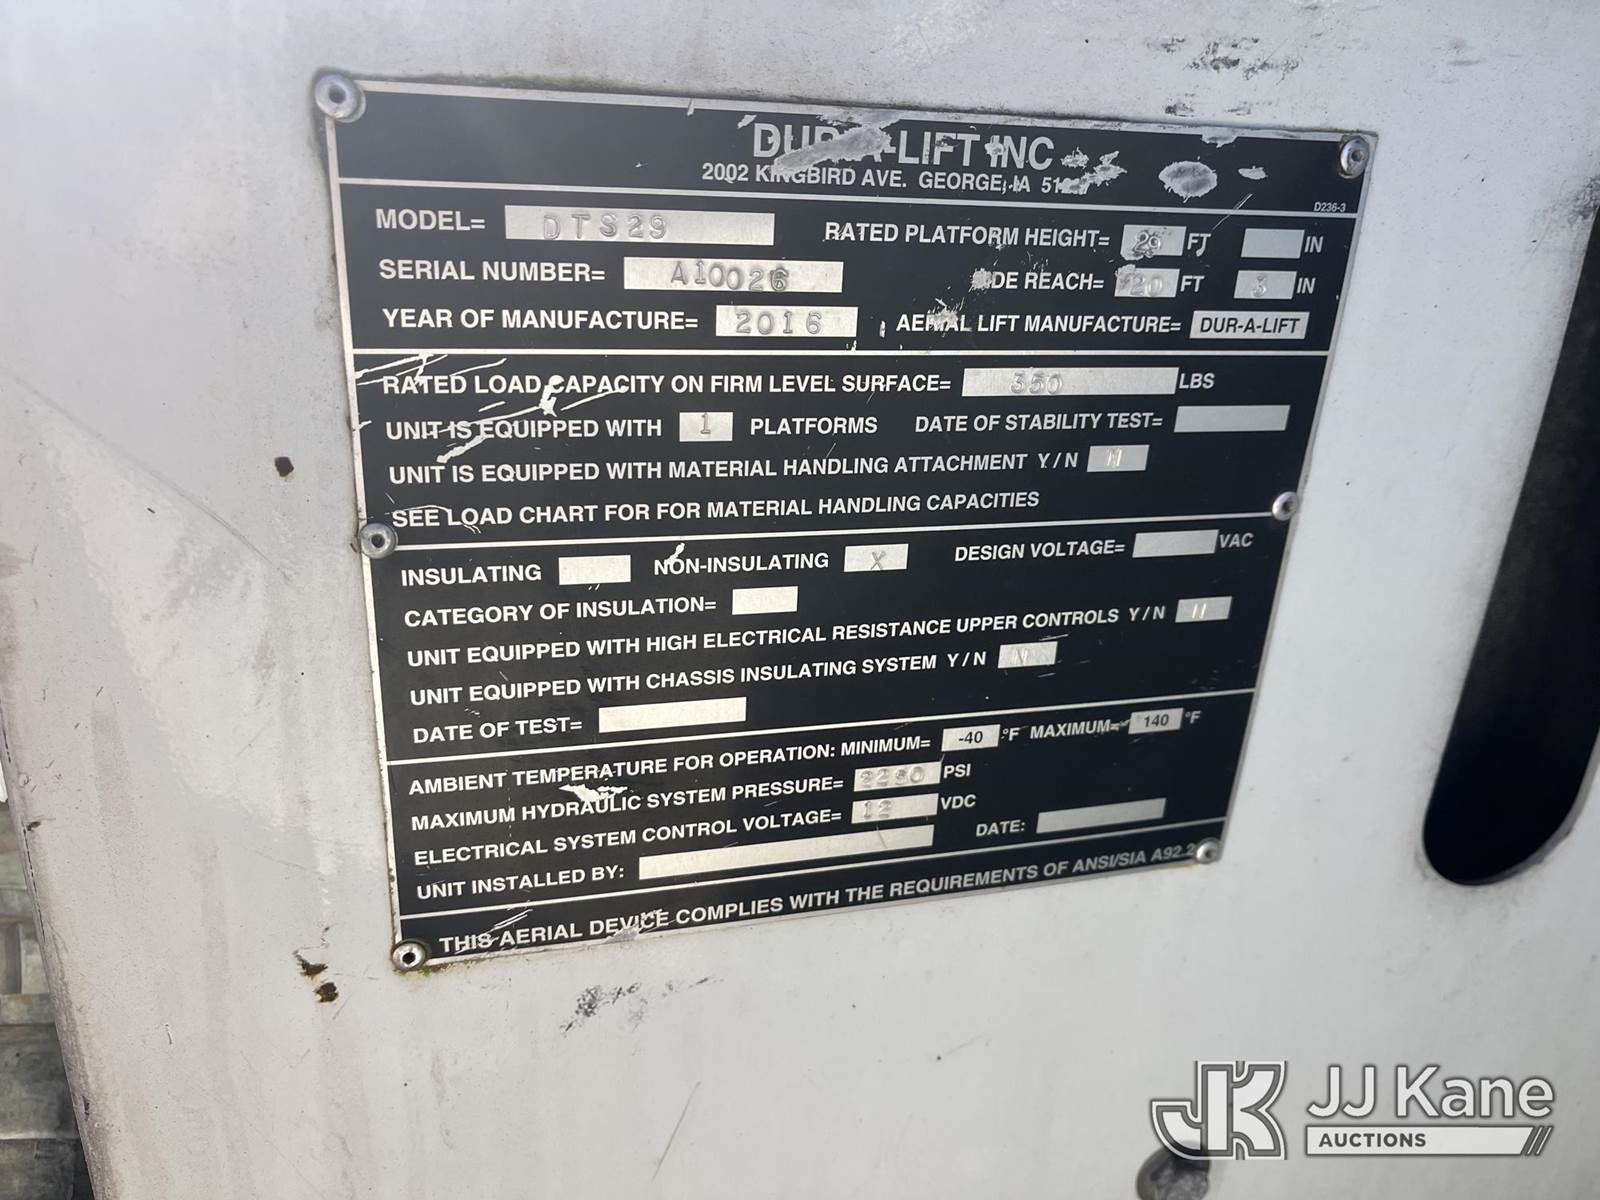 DUR-A-LIFT INC
2002 KINGBIRD AVE. GEORGE, IA
D236-3
MODEL= DTS29 RATED PLATFORM HEIGHT= 29 FT IN
SERIAL NUMBER= A10026 REACH= 20 FT 3 IN
YEAR OF MANUFACTURE= 2016 AERIAL LIFT MANUFACTURE= DUR-A-LIFT
RATED LOAD CAPACITY ON FIRM LEVEL SURFACE= 350 LBS
UNIT IS EQUIPPED WITH 1 PLATFORMS DATE OF STABILITY TEST=
UNIT IS EQUIPPED WITH MATERIAL HANDLING ATTACHMENT Y/N N
SEE LOAD CHART FOR FOR MATERIAL HANDLING CAPACITIES
INSULATING NON-INSULATING X DESIGN VOLTAGE= VAC
CATEGORY OF INSULATION=
UNIT EQUIPPED WITH HIGH ELECTRICAL RESISTANCE UPPER CONTROLS Y/N N
UNIT EQUIPPED WITH CHASSIS INSULATING SYSTEM Y/N N
DATE OF TEST=
AMBIENT TEMPERATURE FOR OPERATION: MINIMUM= -40 °F MAXIMUM= 140 °F
MAXIMUM HYDRAULIC SYSTEM PRESSURE= PSI
ELECTRICAL SYSTEM CONTROL VOLTAGE= 12 VDC
UNIT INSTALLED BY: DATE:
THIS AERIAL DEVICE COMPLIES WITH THE REQUIREMENTS OF ANSI/SIA A92.2
JJ Kane
AUCTIONS